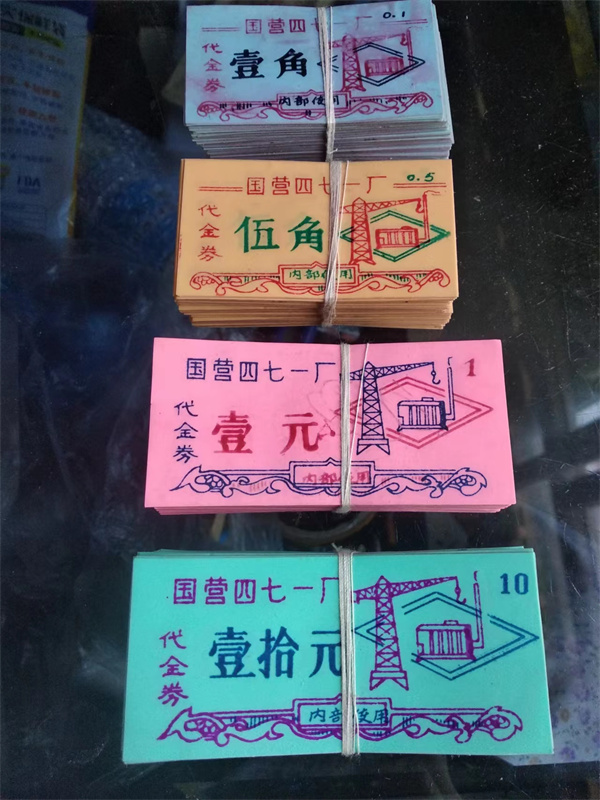 国营四七一厂 0.1
代金券
壹角
内部使用
国营四七一厂 0.5
代金券
伍角
内部使用
国营四七一厂 1
代金券
壹元
内部使用
国营四七一厂 10
代金券
壹拾元
内部使用